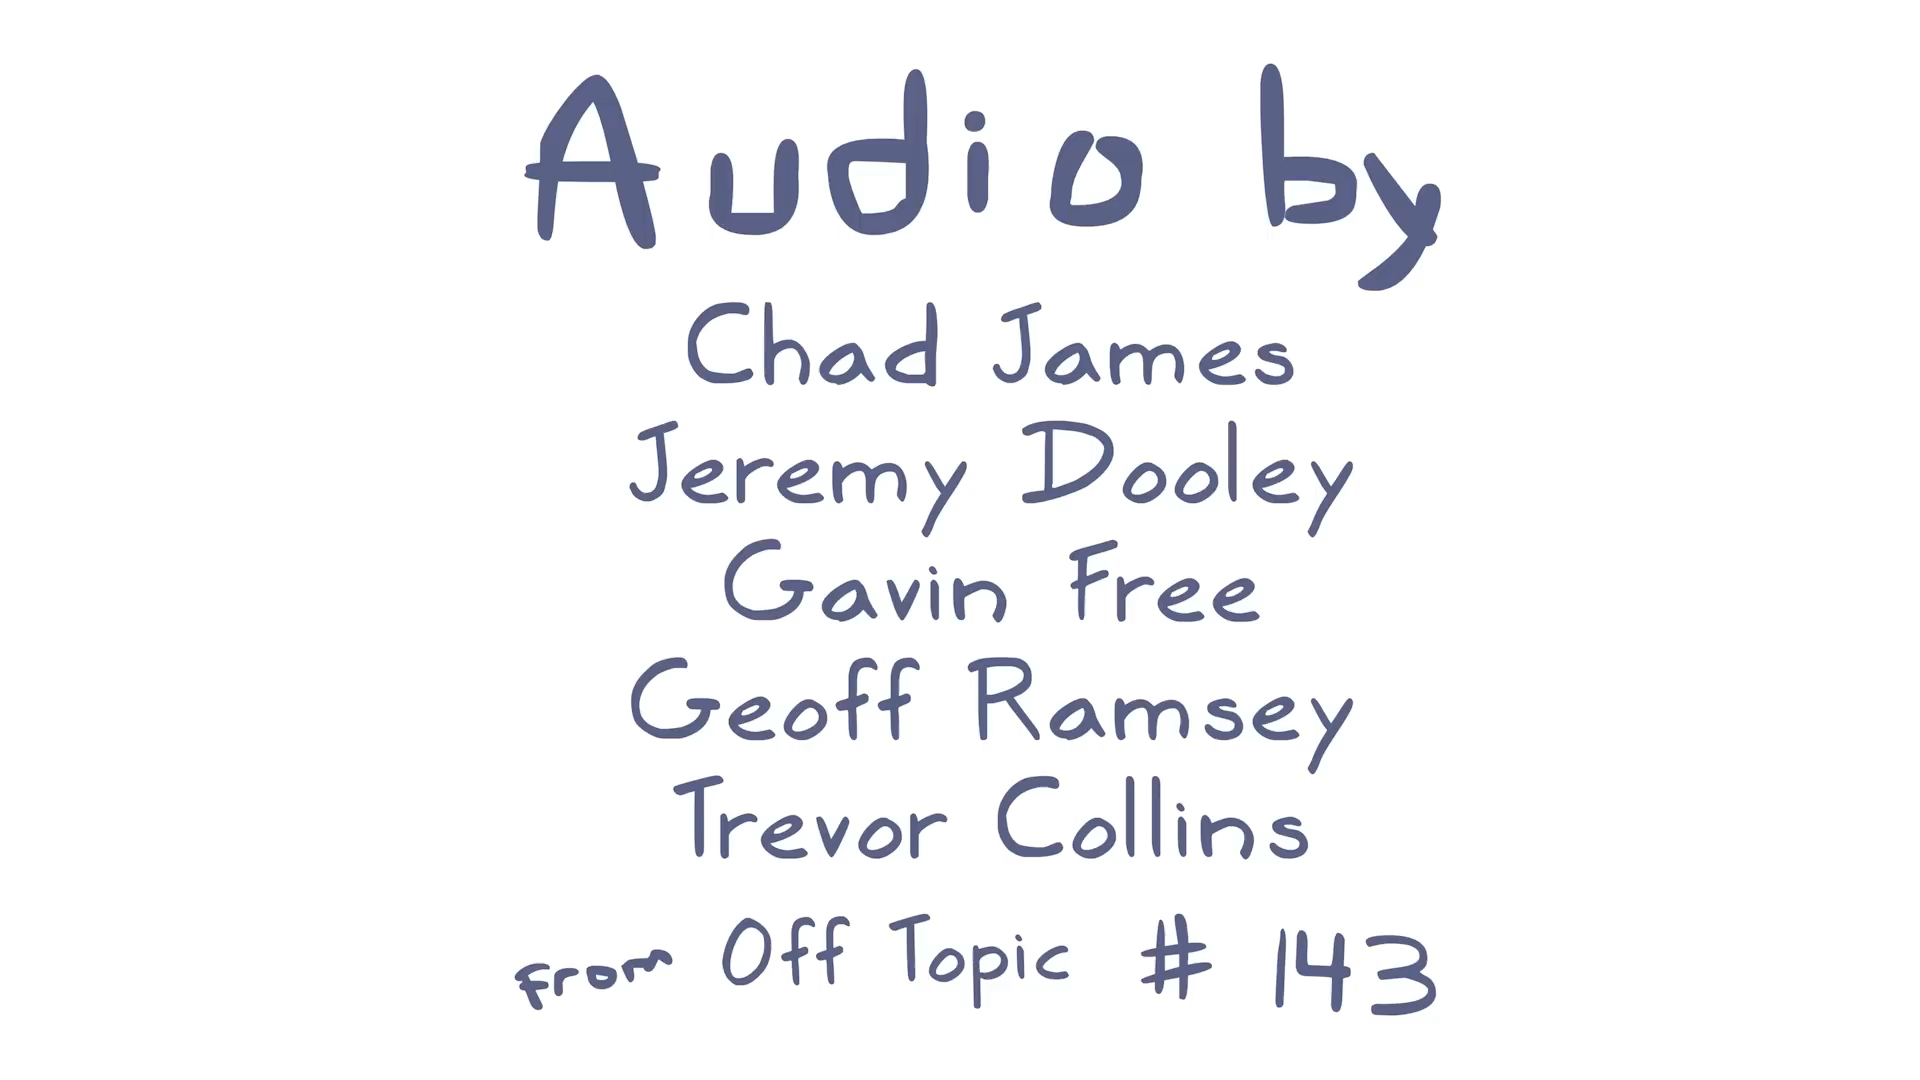 Audio by
Chad James
Jeremy Dooley
Gavin Free
Geoff Ramsey
Trevor Collins
from Off Topic # 143